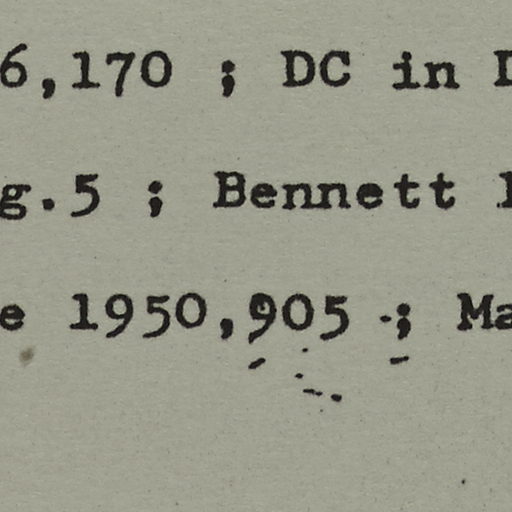 6,170 ; DC in
g.5 ; Bennett
e 1950,905 ; Ma